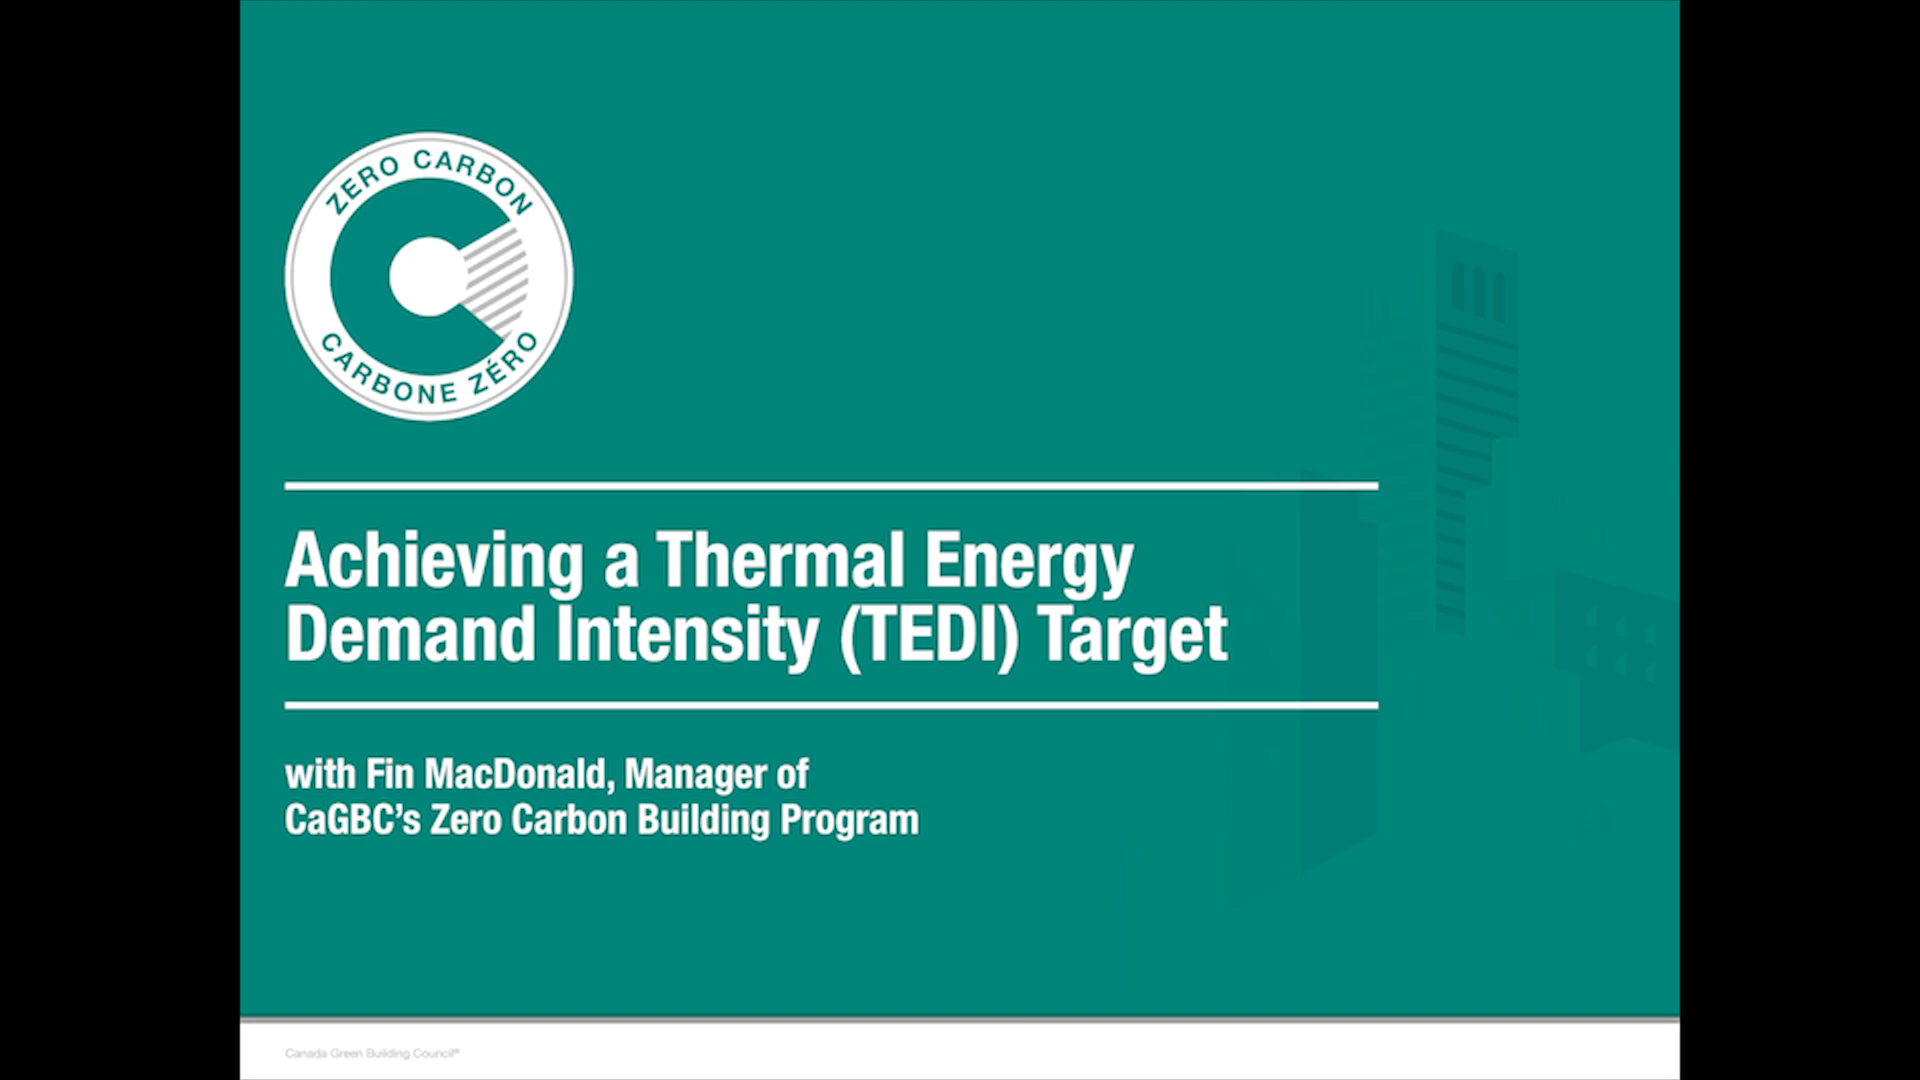 ZERO CARBON
CARBONE ZÉRO
Achieving a Thermal Energy
Demand Intensity (TEDI) Target
with Fin MacDonald, Manager of
CaGBC’s Zero Carbon Building Program
Canada Green Building Council®